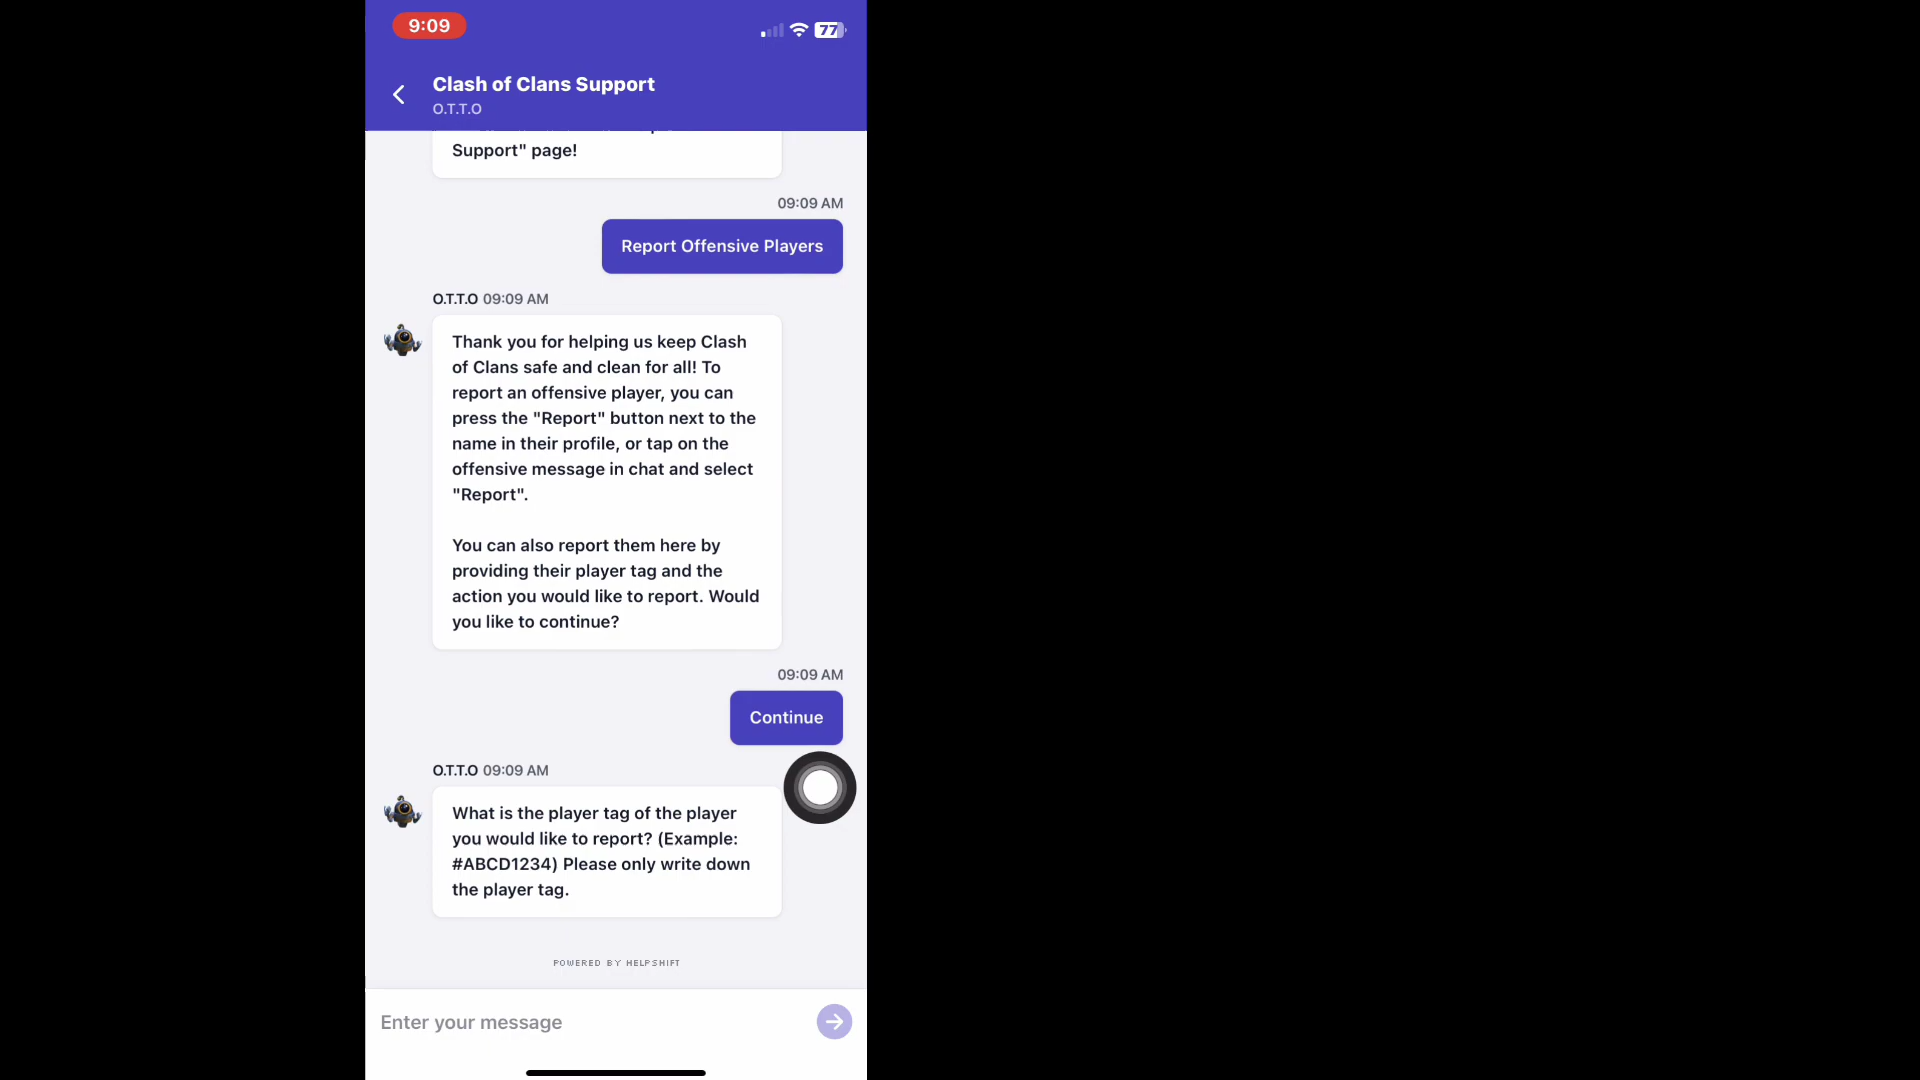 9:09
77
Clash of Clans Support
O.T.T.O
Support" page!
09:09 AM
Report Offensive Players
O.T.T.O 09:09 AM
Thank you for helping us keep Clash
of Clans safe and clean for all! To
report an offensive player, you can
press the "Report" button next to the
name in their profile, or tap on the
offensive message in chat and select
"Report".
You can also report them here by
providing their player tag and the
action you would like to report. Would
you like to continue?
09:09 AM
Continue
O.T.T.O 09:09 AM
What is the player tag of the player
you would like to report? (Example:
#ABCD1234) Please only write down
the player tag.
POWERED BY HELPSHIFT
Enter your message